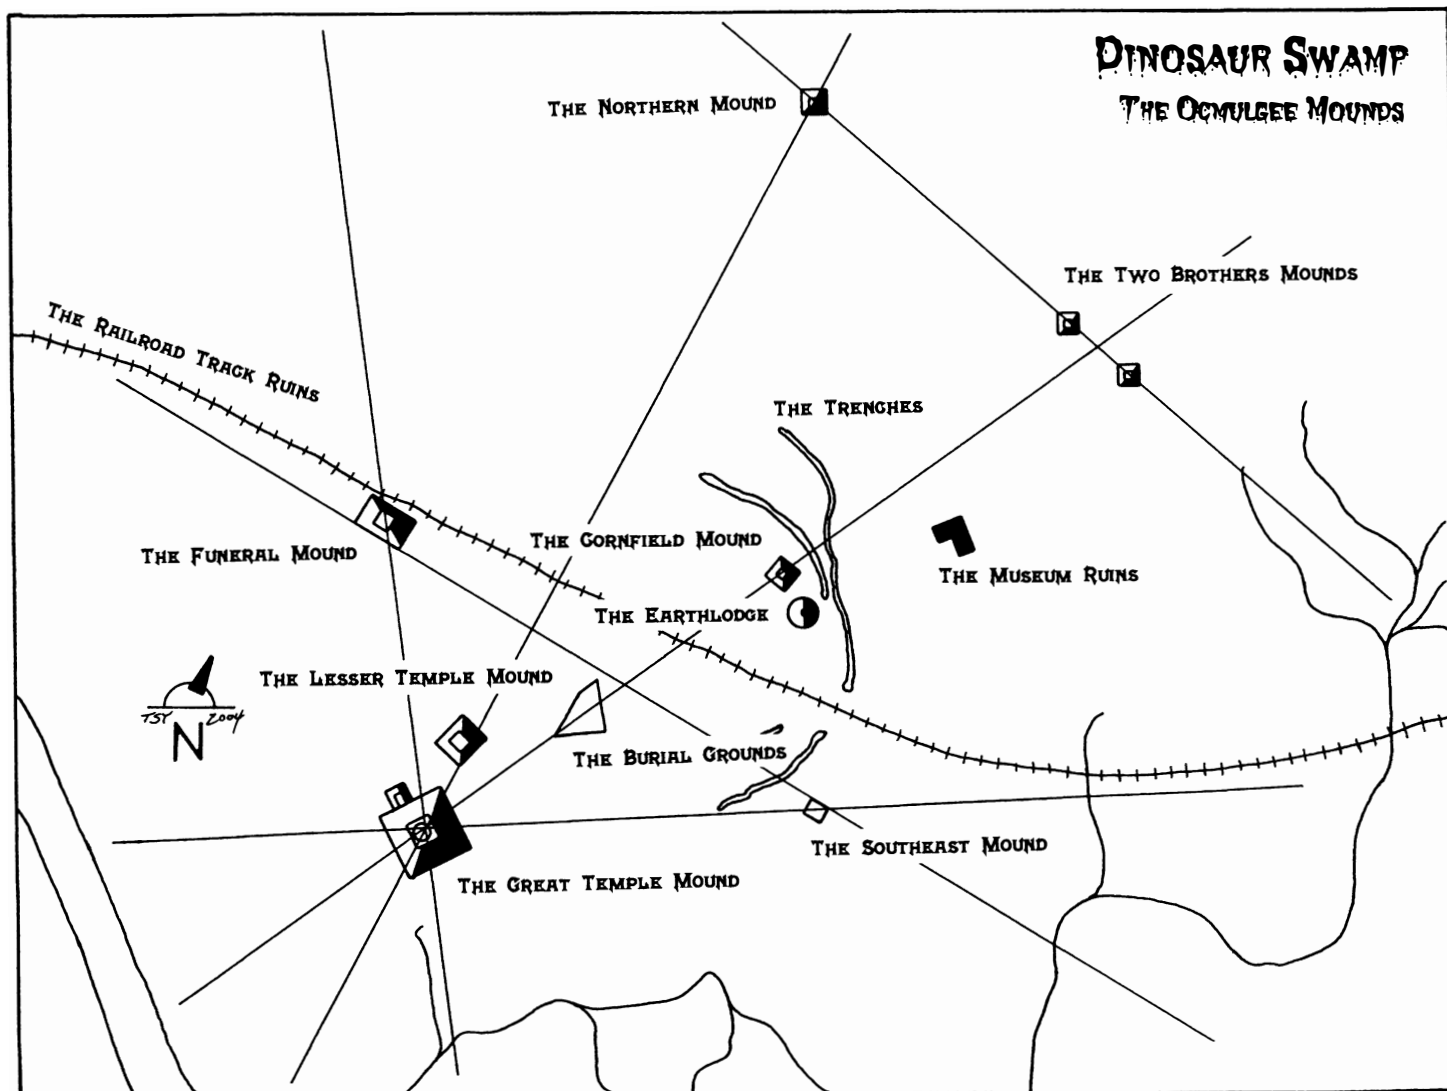 Dinosaur Swamp
The Ocmulgee Mounds
The Northern Mound
The Two Brothers Mounds
The Railroad Track Ruins
The Trenches
The Cornfield Mound
The Funeral Mound
The Museum Ruins
The Earthlodge
The Lesser Temple Mound
TSY 2004
N
The Burial Grounds
The Southeast Mound
The Great Temple Mound